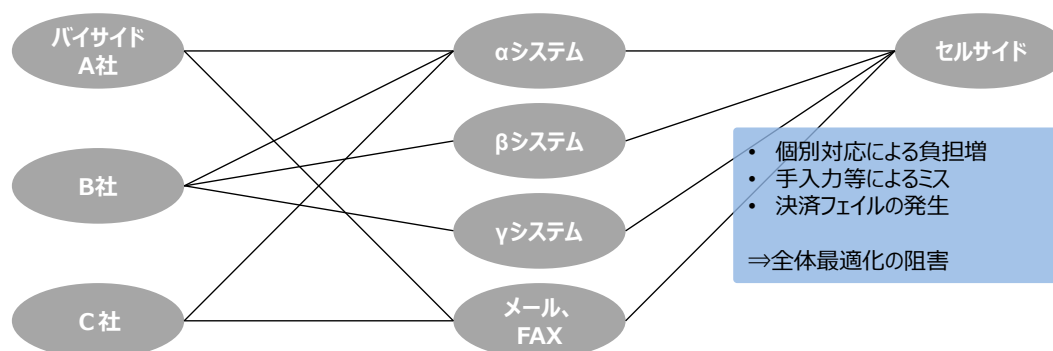 バイサイド
A社
αシステム
セルサイド
βシステム
B社
γシステム
C社
メール、
FAX
• 個別対応による負担増
• 手入力等によるミス
• 決済フェイルの発生
⇒全体最適化の阻害